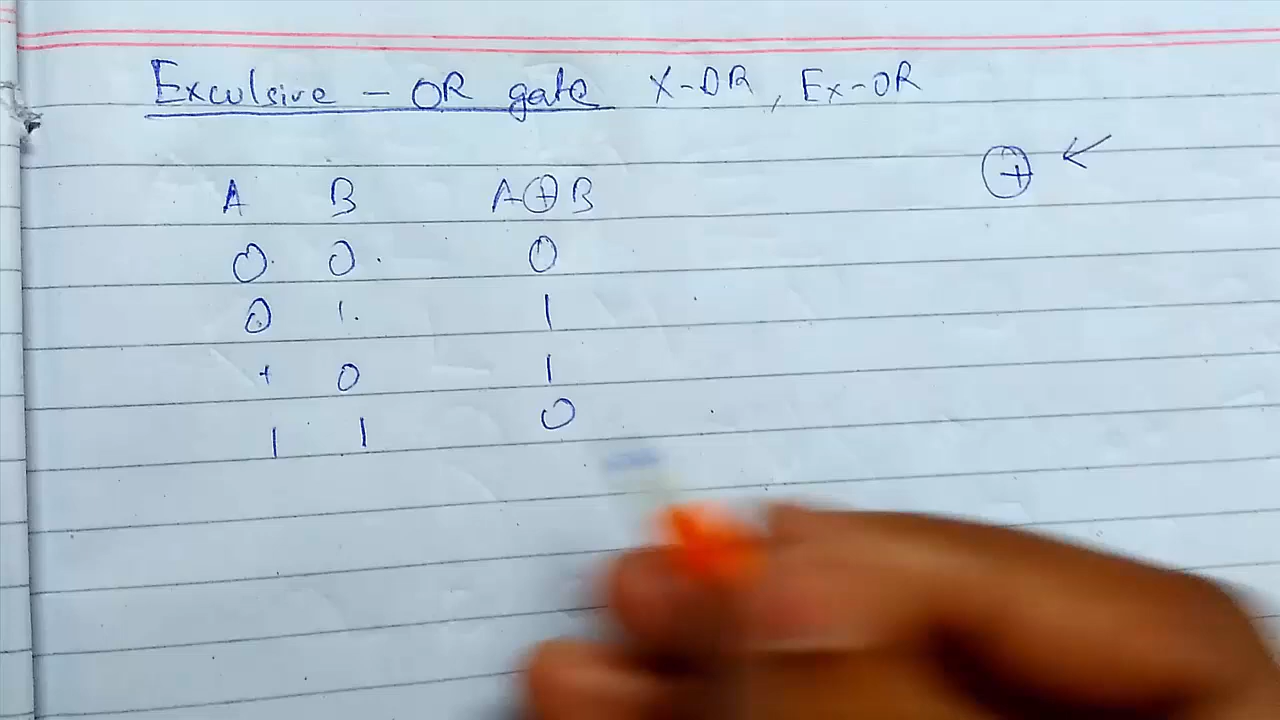 Exculsive - OR gate X-OR, Ex-OR
⊕ ←
A B A⊕B
0 0 0
0 1 1
1 0 1
1 1 0